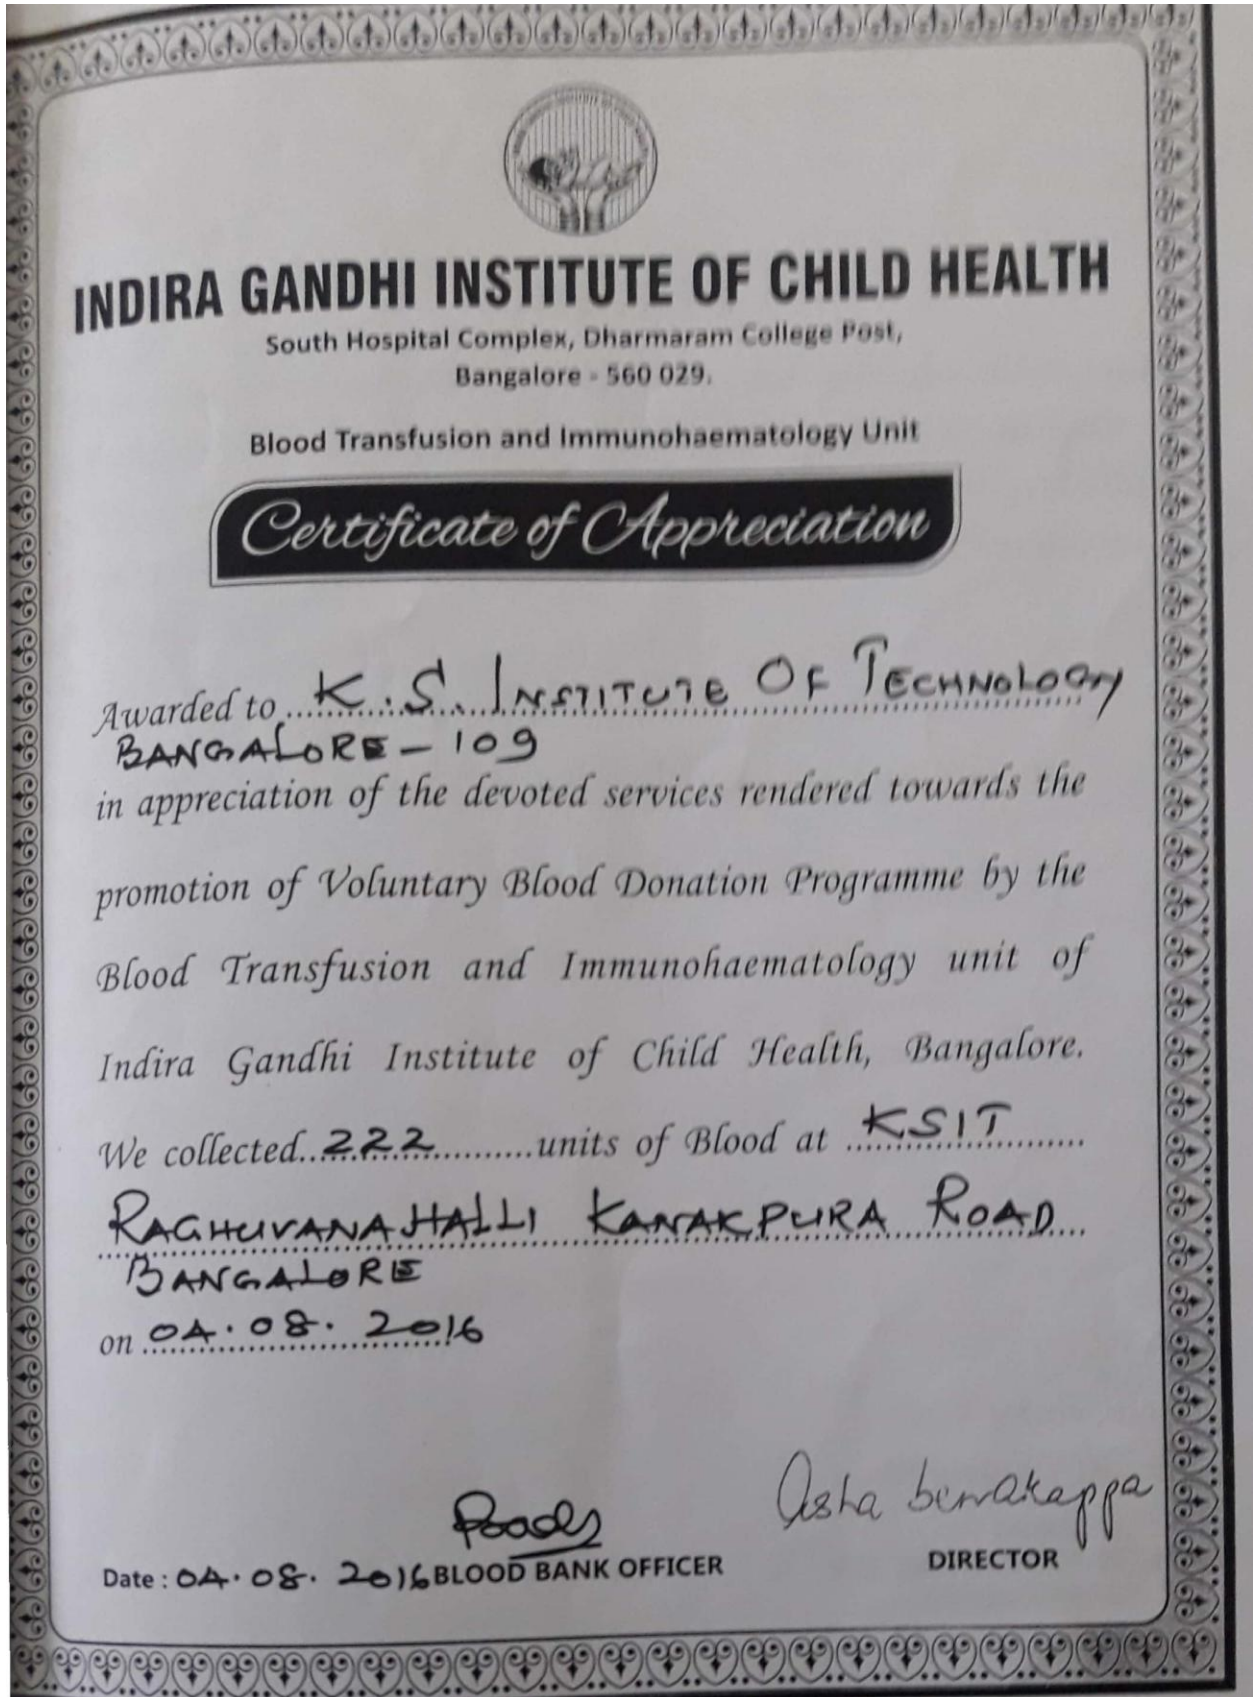 INDIRA GANDHI INSTITUTE OF CHILD HEALTH
South Hospital Complex, Dharmaram College Post,
Bangalore - 560 029.
Blood Transfusion and Immunohaematology Unit
Certificate of Appreciation
Awarded to K.S. INSTITUTE OF TECHNOLOGY
BANGALORE - 109
in appreciation of the devoted services rendered towards the
promotion of Voluntary Blood Donation Programme by the
Blood Transfusion and Immunohaematology unit of
Indira Gandhi Institute of Child Health, Bangalore.
We collected 222 units of Blood at KSIT
RAGHUVANAHALLI KANAKPURA ROAD
BANGALORE
on 04.08.2016
Asha benakappa
Date : 04.08.2016 BLOOD BANK OFFICER DIRECTOR